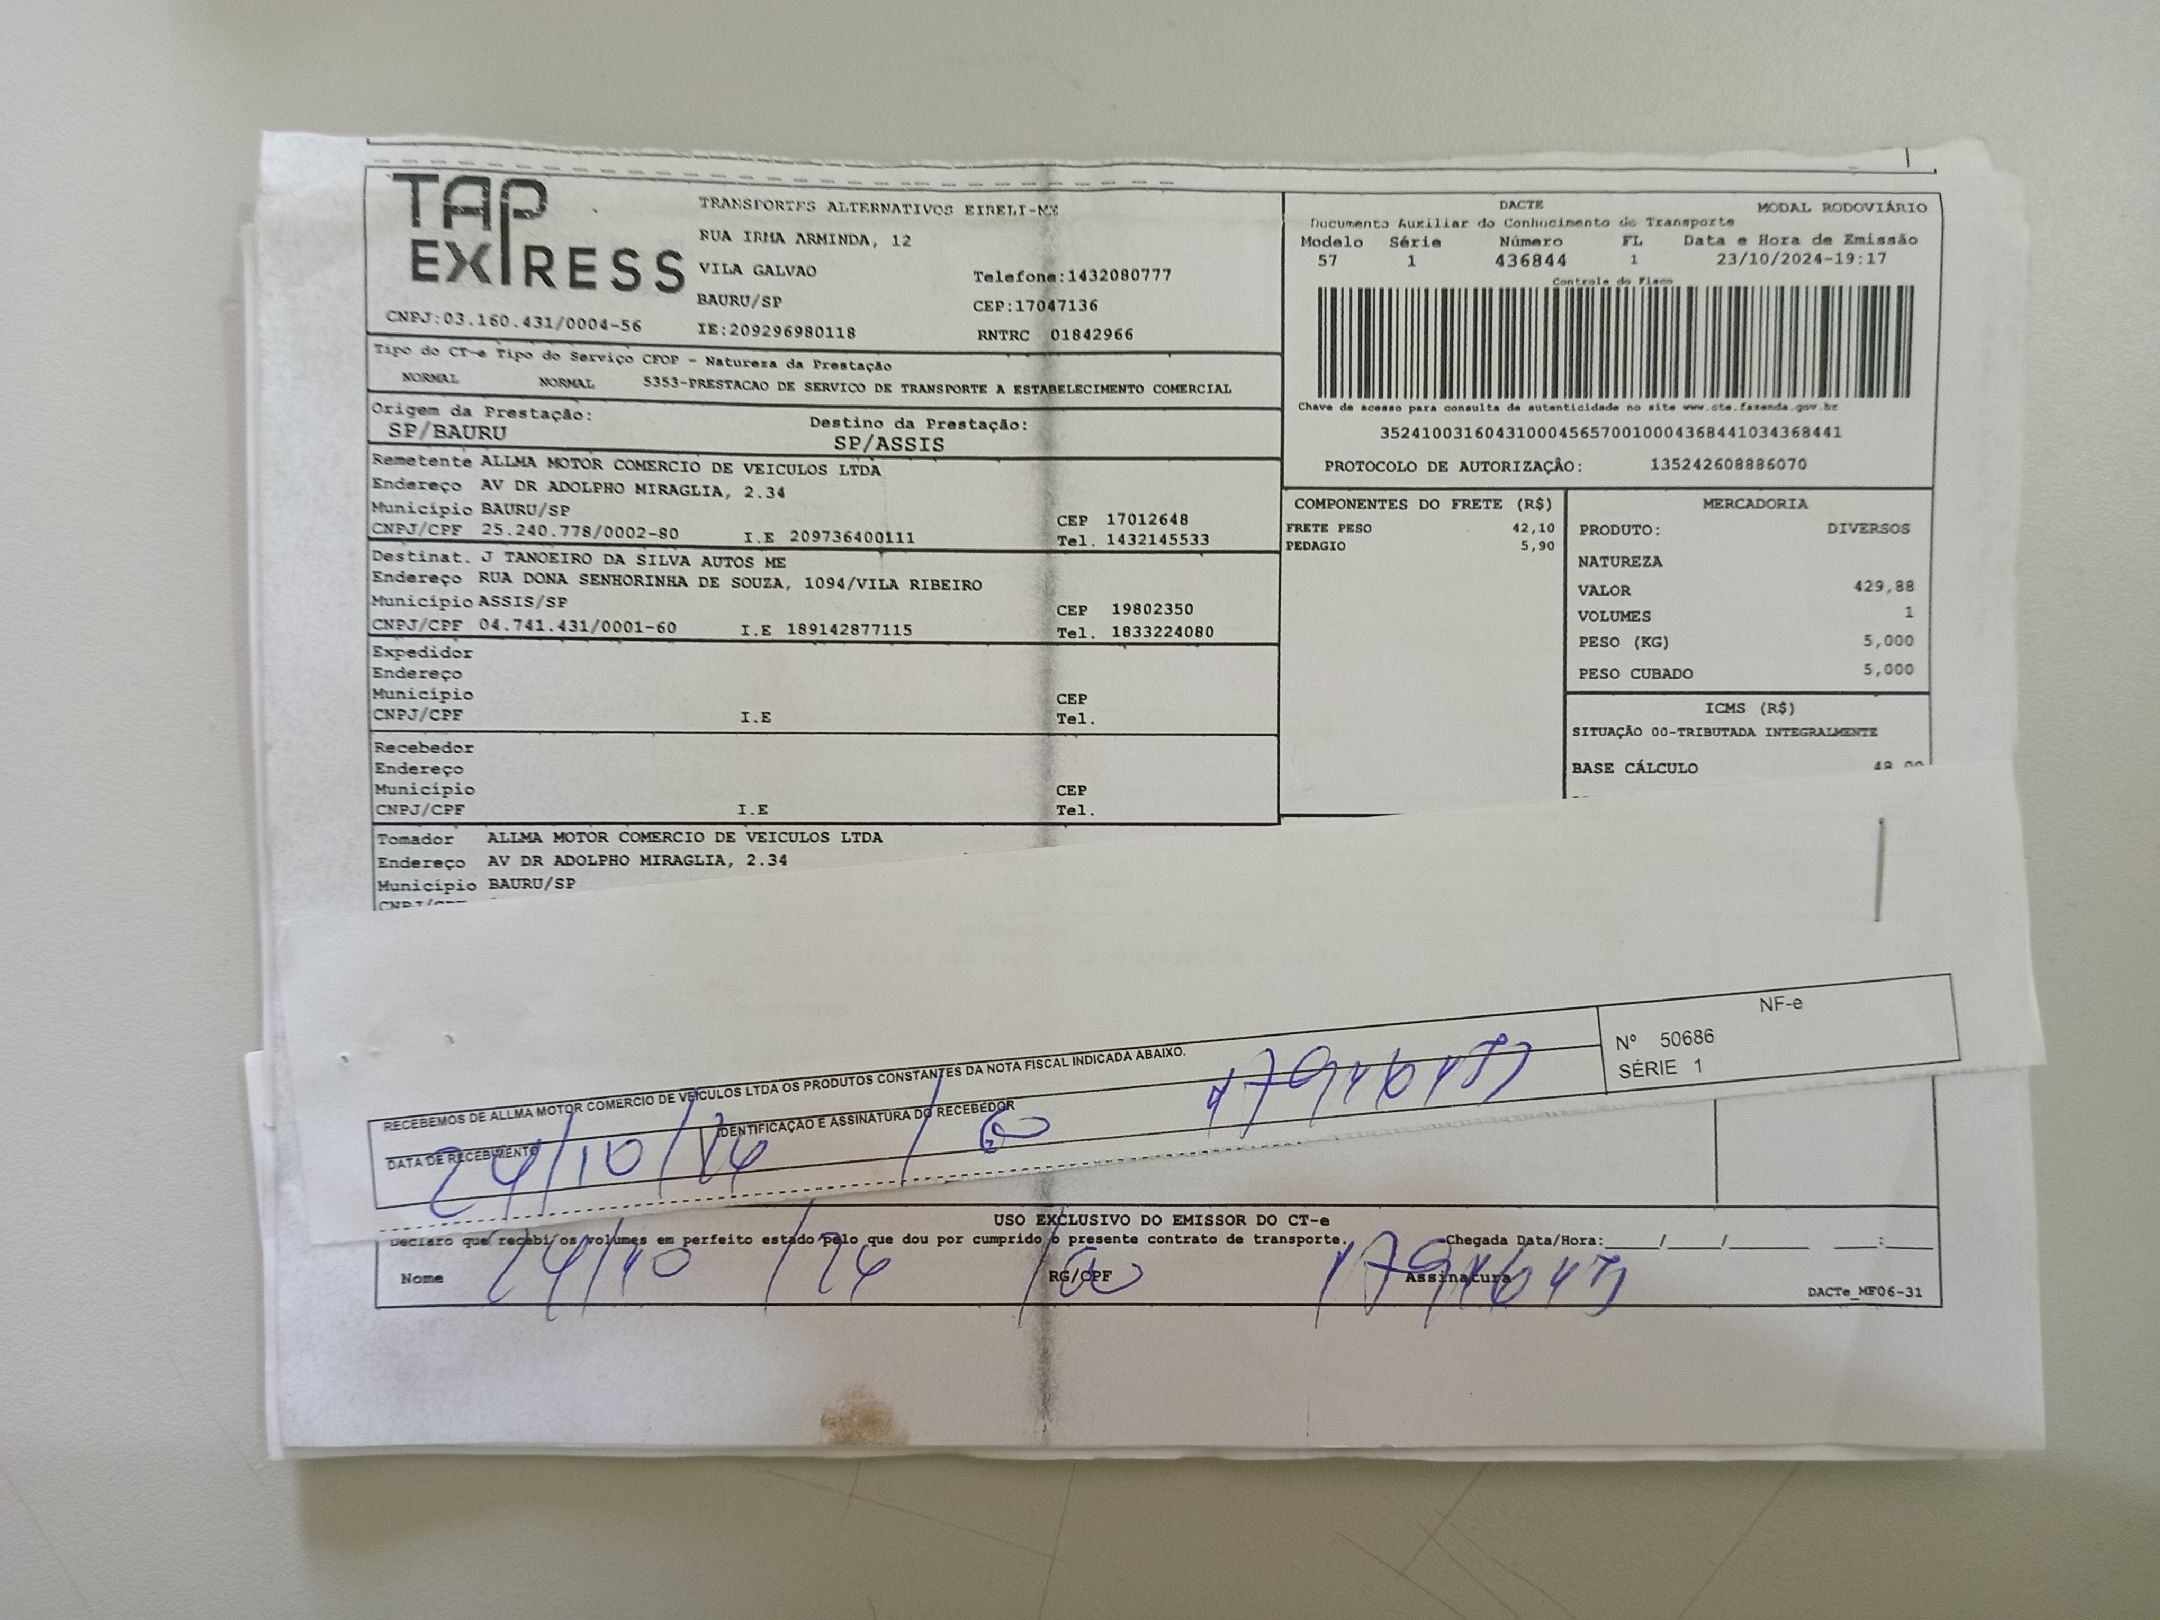 TAP
EXPRESS
CNPJ:03.160.431/0004-56
TRANSPORTES ALTERNATIVOS EIRELI-ME
RUA IRMA ARMINDA, 12
VILA GALVAO
Telefone:1432080777
BAURU/SP
CEP:17047136
IE:209296980118
RNTRC 01842966
DACTE
MODAL RODOVIÁRIO
Documento Auxiliar do Conhecimento de Transporte
Modelo Série Número FL Data e Hora de Emissão
57 1 436844 1 23/10/2024-19:17
Controle do Fisco
Chave de acesso para consulta de autenticidade no site www.cte.fazenda.gov.br
35241003160431000456570010004368441034368441
PROTOCOLO DE AUTORIZAÇÃO: 135242608886070
Tipo do CT-e Tipo do Serviço CFOP - Natureza da Prestação
NORMAL NORMAL 5353-PRESTACAO DE SERVICO DE TRANSPORTE A ESTABELECIMENTO COMERCIAL
Origem da Prestação: Destino da Prestação:
SP/BAURU SP/ASSIS
Remetente ALLMA MOTOR COMERCIO DE VEICULOS LTDA
Endereço AV DR ADOLPHO MIRAGLIA, 2.34
Município BAURU/SP CEP 17012648
CNPJ/CPF 25.240.778/0002-80 I.E 209736400111 Tel. 1432145533
Destinat. J TANOEIRO DA SILVA AUTOS ME
Endereço RUA DONA SENHORINHA DE SOUZA, 1094/VILA RIBEIRO
Município ASSIS/SP CEP 19802350
CNPJ/CPF 04.741.431/0001-60 I.E 189142877115 Tel. 1833224080
Expedidor
Endereço
Município CEP
CNPJ/CPF I.E Tel.
Recebedor
Endereço
Município CEP
CNPJ/CPF I.E Tel.
Tomador ALLMA MOTOR COMERCIO DE VEICULOS LTDA
Endereço AV DR ADOLPHO MIRAGLIA, 2.34
Município BAURU/SP
COMPONENTES DO FRETE (R$)
FRETE PESO 42,10
PEDAGIO 5,90
MERCADORIA
PRODUTO: DIVERSOS
NATUREZA
VALOR 429,88
VOLUMES 1
PESO (KG) 5,000
PESO CUBADO 5,000
ICMS (R$)
SITUAÇÃO 00-TRIBUTADA INTEGRALMENTE
BASE CÁLCULO 48,00
RECEBEMOS DE ALLMA MOTOR COMERCIO DE VEICULOS LTDA OS PRODUTOS CONSTANTES DA NOTA FISCAL INDICADA ABAIXO.
DATA DE RECEBIMENTO
IDENTIFICAÇÃO E ASSINATURA DO RECEBEDOR
24/10/24
NF-e
Nº 50686
SÉRIE 1
USO EXCLUSIVO DO EMISSOR DO CT-e
Declaro que recebi os volumes em perfeito estado pelo que dou por cumprido o presente contrato de transporte. Chegada Data/Hora:____/____/______ ___:___
Nome RG/CPF Assinatura
24/10/24
DACTe_MF06-31